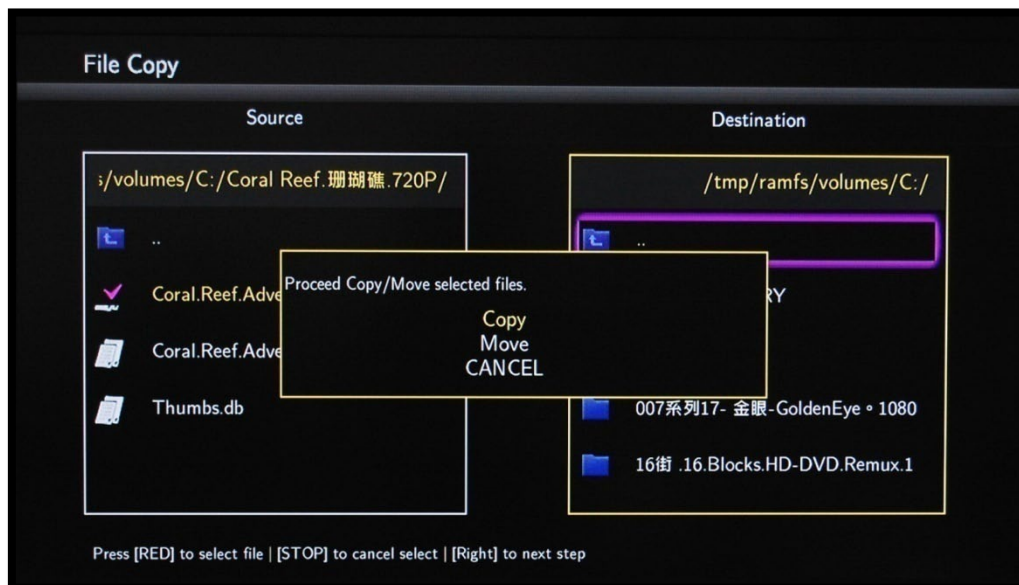 File Copy
Source
Destination
s/volumes/C:/Coral Reef.珊瑚礁.720P/
/tmp/ramfs/volumes/C:/
..
..
Proceed Copy/Move selected files.
Coral.Reef.Adve
RY
Copy
Move
CANCEL
Coral.Reef.Adve
Thumbs.db
007系列17- 金眼-GoldenEye。1080
16街 .16.Blocks.HD-DVD.Remux.1
Press [RED] to select file | [STOP] to cancel select | [Right] to next step